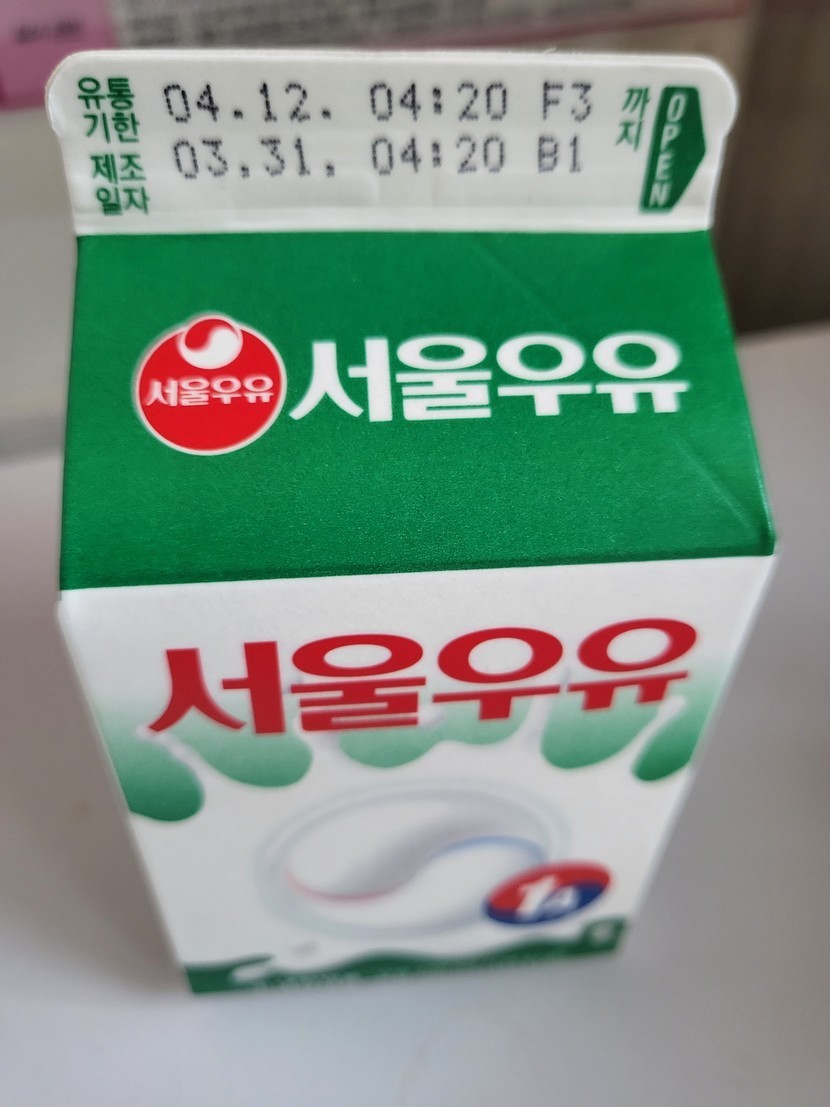 유통기한 04.12. 04:20 F3 까지
제조일자 03.31. 04:20 B1
OPEN
서울우유
서울우유
서울우유
1A